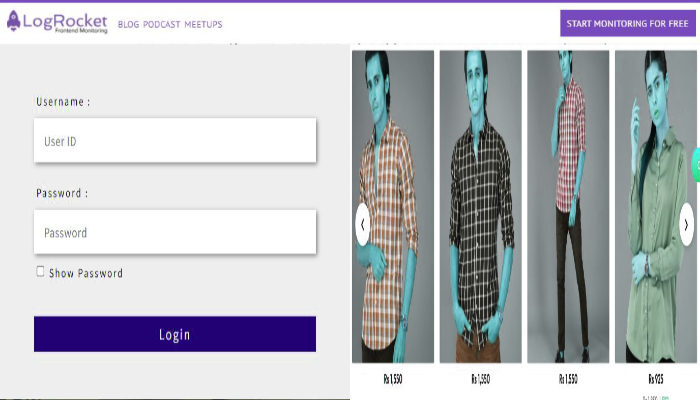 LogRocket
Frontend Monitoring
BLOG PODCAST MEETUPS
START MONITORING FOR FREE
Username :
User ID
Password :
Password
Show Password
Login
Rs 1,550
Rs 1,550
Rs 1,550
Rs 925